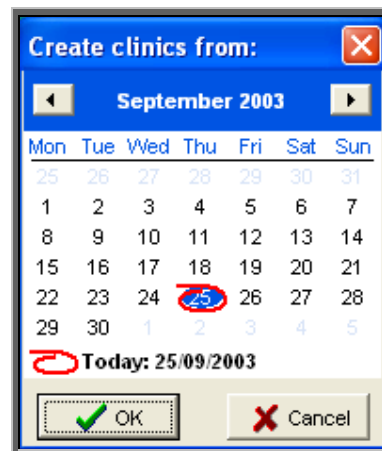 Create clinics from:
September 2003
Mon Tue Wed Thu Fri Sat Sun
25 26 27 28 29 30 31
1 2 3 4 5 6 7
8 9 10 11 12 13 14
15 16 17 18 19 20 21
22 23 24 25 26 27 28
29 30 1 2 3 4 5
Today: 25/09/2003
OK Cancel